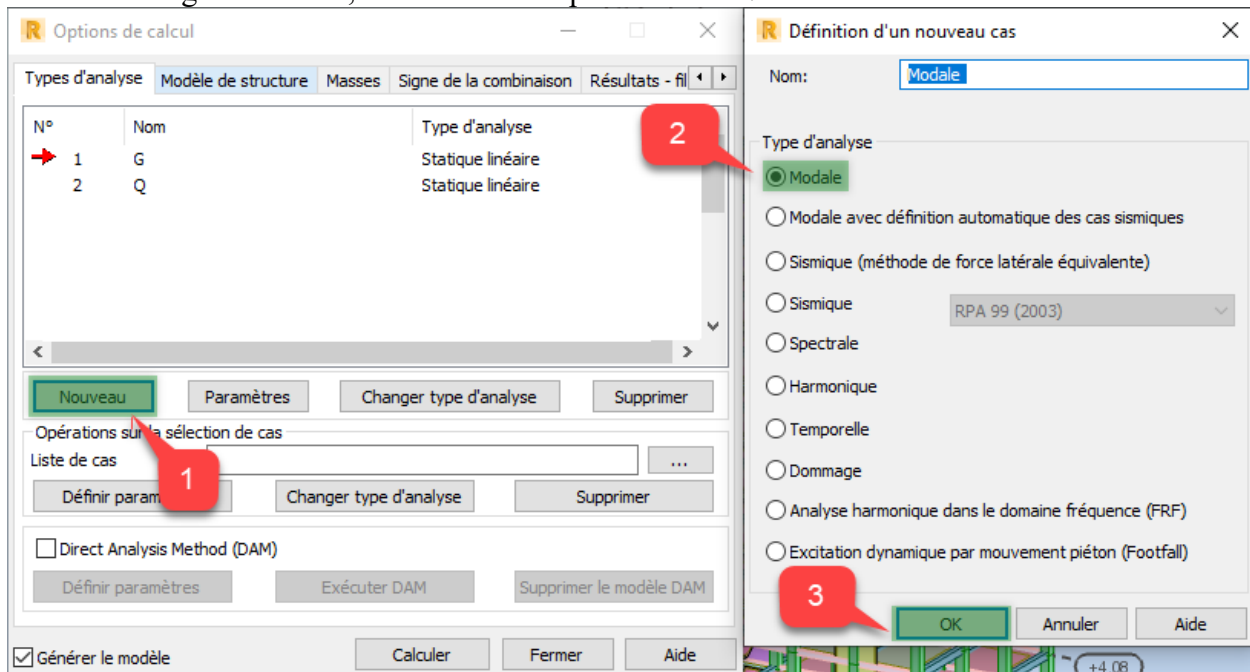 Options de calcul
Types d'analyse Modèle de structure Masses Signe de la combinaison Résultats - fil
N° Nom Type d'analyse
1 G Statique linéaire
2 Q Statique linéaire
Nouveau Paramètres Changer type d'analyse Supprimer
Opérations sur la sélection de cas
1
Liste de cas ...
Définir param Changer type d'analyse Supprimer
Direct Analysis Method (DAM)
Définir paramètres Exécuter DAM Supprimer le modèle DAM
Générer le modèle Calculer Fermer Aide
Définition d'un nouveau cas
Nom: Modale
2
Type d'analyse
Modale
Modale avec définition automatique des cas sismiques
Sismique (méthode de force latérale équivalente)
Sismique RPA 99 (2003)
Spectrale
Harmonique
Temporelle
Dommage
Analyse harmonique dans le domaine fréquence (FRF)
Excitation dynamique par mouvement piéton (Footfall)
3
OK Annuler Aide
+4,08